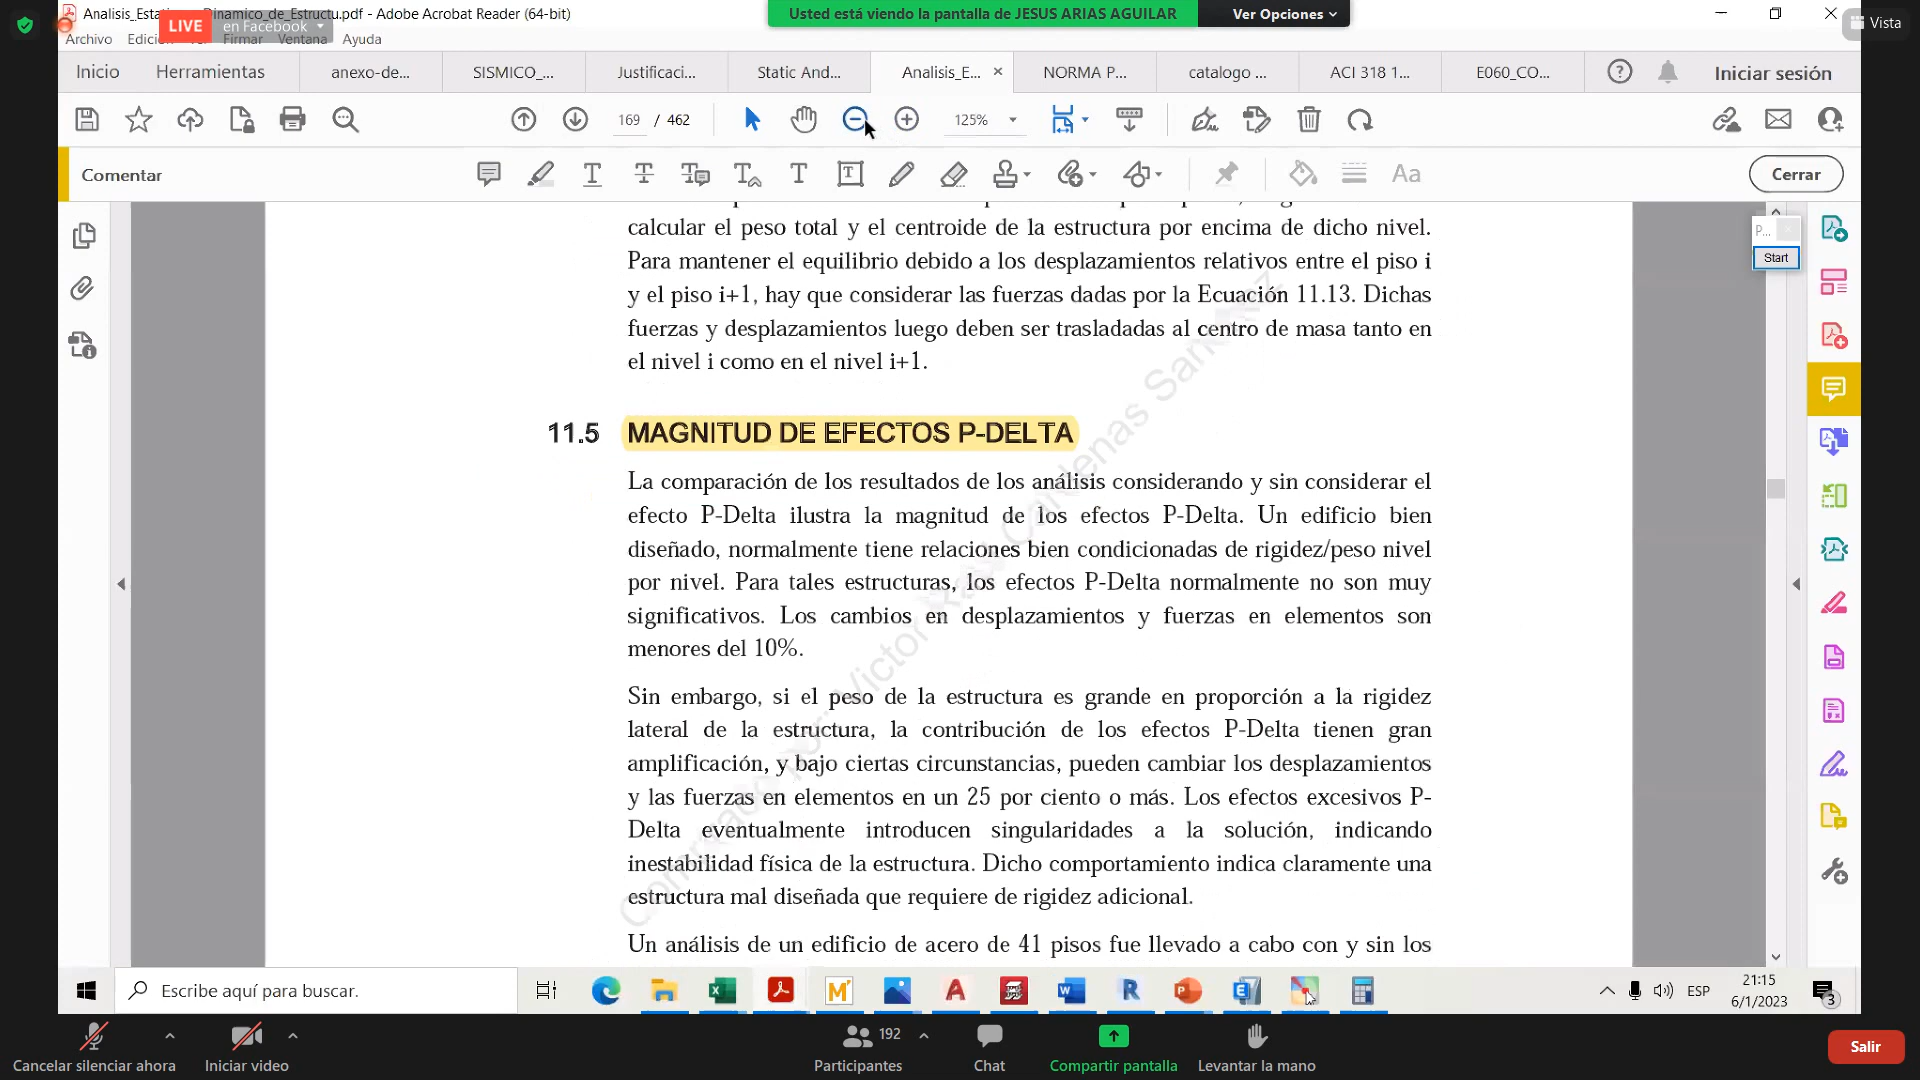 Analisis_Esta
Dinamico_de_Estructu.pdf - Adobe Acrobat Reader (64-bit)
LIVE
en Facebook
Usted está viendo la pantalla de JESUS ARIAS AGUILAR
Ver Opciones
Vista
Archivo
Firmar
Ventana
Ayuda
Inicio
Herramientas
anexo-de...
SISMICO_...
Justificaci...
Static And...
Analisis_E...
NORMA P...
catalogo ...
ACI 318 1...
E060_CO...
Iniciar sesión
169 / 462
125%
Comentar
Aa
Cerrar
P...
Start
calcular el peso total y el centroide de la estructura por encima de dicho nivel.
Para mantener el equilibrio debido a los desplazamientos relativos entre el piso i
y el piso i+1, hay que considerar las fuerzas dadas por la Ecuación 11.13. Dichas
fuerzas y desplazamientos luego deben ser trasladadas al centro de masa tanto en
el nivel i como en el nivel i+1.
11.5 MAGNITUD DE EFECTOS P-DELTA
La comparación de los resultados de los análisis considerando y sin considerar el
efecto P-Delta ilustra la magnitud de los efectos P-Delta. Un edificio bien
diseñado, normalmente tiene relaciones bien condicionadas de rigidez/peso nivel
por nivel. Para tales estructuras, los efectos P-Delta normalmente no son muy
significativos. Los cambios en desplazamientos y fuerzas en elementos son
menores del 10%.
Sin embargo, si el peso de la estructura es grande en proporción a la rigidez
lateral de la estructura, la contribución de los efectos P-Delta tienen gran
amplificación, y bajo ciertas circunstancias, pueden cambiar los desplazamientos
y las fuerzas en elementos en un 25 por ciento o más. Los efectos excesivos P-
Delta eventualmente introducen singularidades a la solución, indicando
inestabilidad física de la estructura. Dicho comportamiento indica claramente una
estructura mal diseñada que requiere de rigidez adicional.
Un análisis de un edificio de acero de 41 pisos fue llevado a cabo con y sin los
Escribe aquí para buscar.
ESP
21:15
6/1/2023
3
Cancelar silenciar ahora
Iniciar video
192
Participantes
Chat
Compartir pantalla
Levantar la mano
Salir